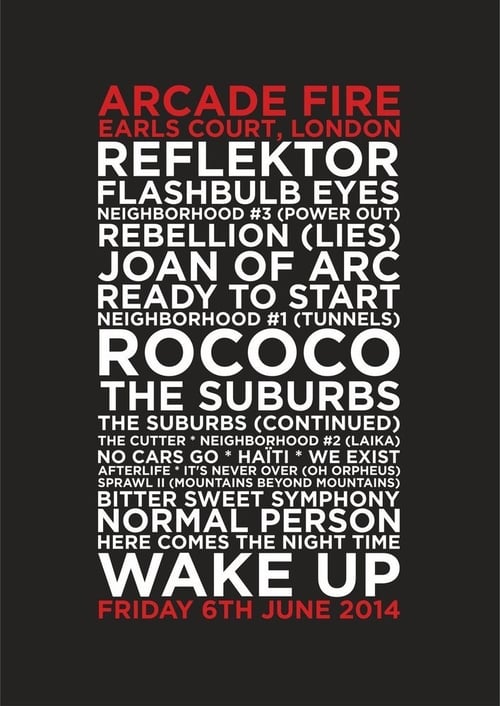 ARCADE FIRE
EARLS COURT, LONDON
REFLEKTOR
FLASHBULB EYES
NEIGHBORHOOD #3 (POWER OUT)
REBELLION (LIES)
JOAN OF ARC
READY TO START
NEIGHBORHOOD #1 (TUNNELS)
ROCOCO
THE SUBURBS
THE SUBURBS (CONTINUED)
THE CUTTER * NEIGHBORHOOD #2 (LAIKA)
NO CARS GO * HAÏTI * WE EXIST
AFTERLIFE * IT'S NEVER OVER (OH ORPHEUS)
SPRAWL II (MOUNTAINS BEYOND MOUNTAINS)
BITTER SWEET SYMPHONY
NORMAL PERSON
HERE COMES THE NIGHT TIME
WAKE UP
FRIDAY 6TH JUNE 2014